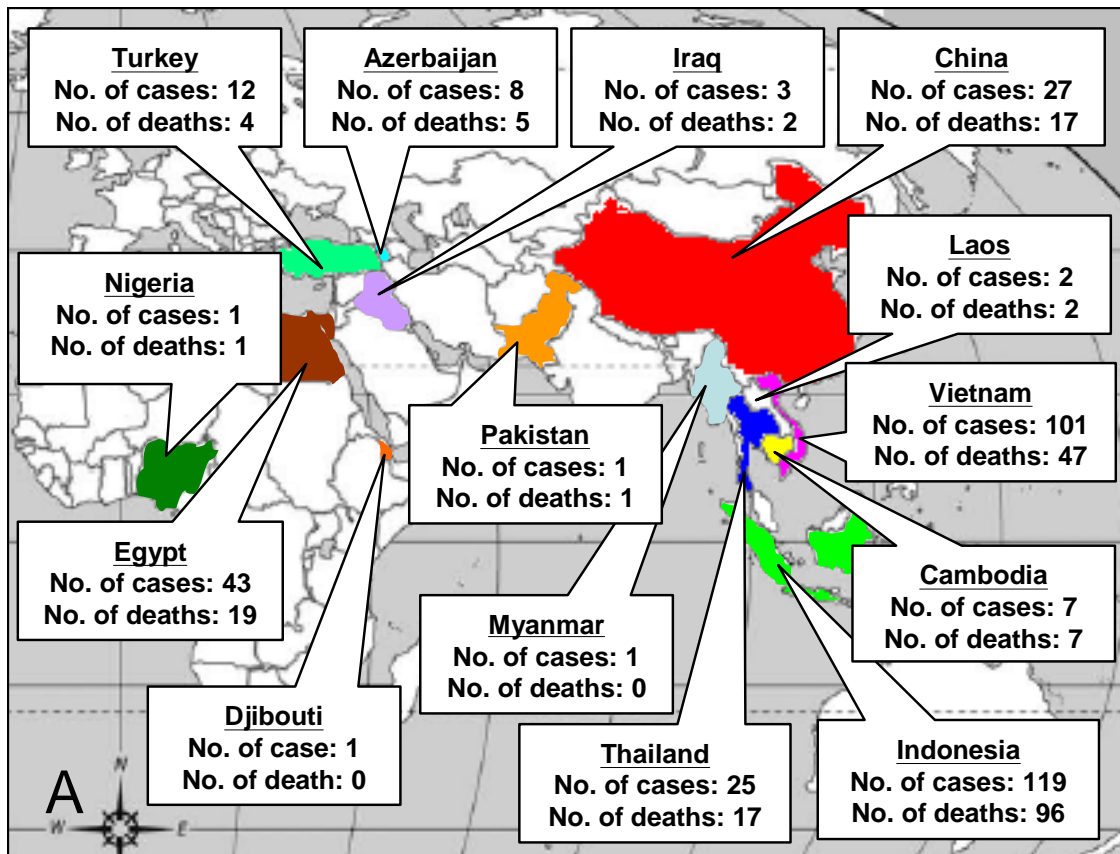 Turkey
No. of cases: 12
No. of deaths: 4
Azerbaijan
No. of cases: 8
No. of deaths: 5
Iraq
No. of cases: 3
No. of deaths: 2
China
No. of cases: 27
No. of deaths: 17
Nigeria
No. of cases: 1
No. of deaths: 1
Laos
No. of cases: 2
No. of deaths: 2
Vietnam
No. of cases: 101
No. of deaths: 47
Pakistan
No. of cases: 1
No. of deaths: 1
Egypt
No. of cases: 43
No. of deaths: 19
Cambodia
No. of cases: 7
No. of deaths: 7
Myanmar
No. of cases: 1
No. of deaths: 0
Djibouti
No. of case: 1
No. of death: 0
Thailand
No. of cases: 25
No. of deaths: 17
Indonesia
No. of cases: 119
No. of deaths: 96
A
N
W E